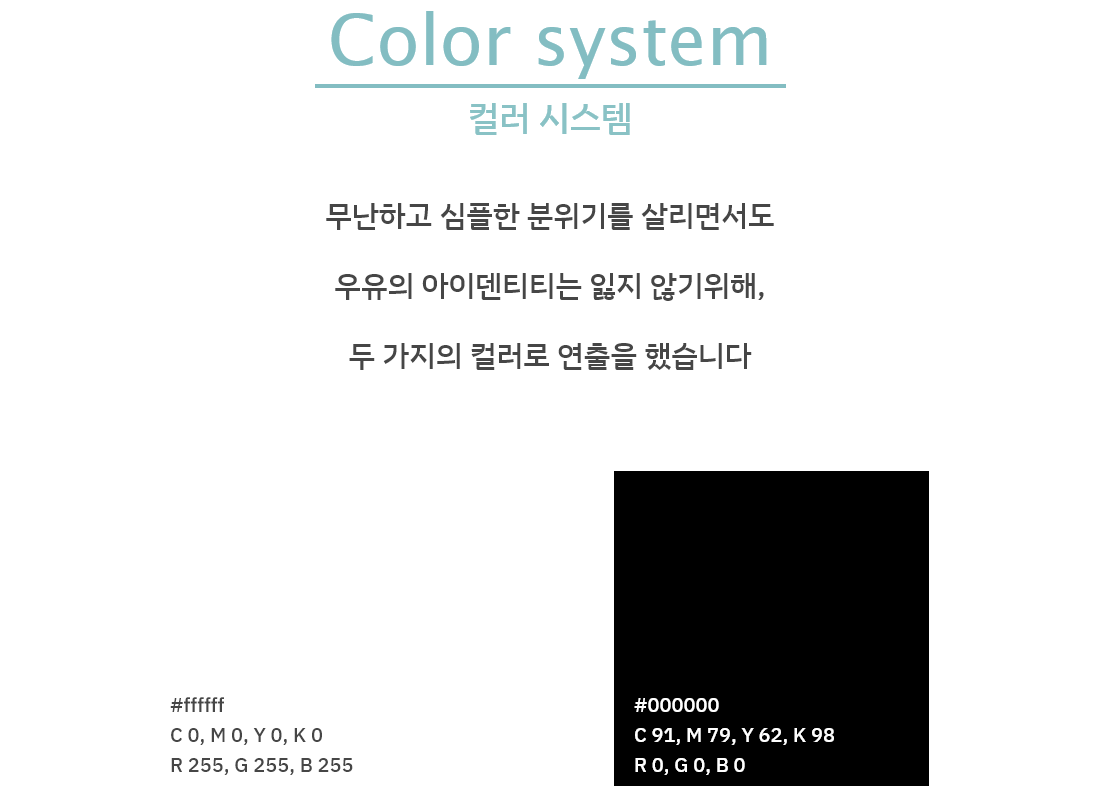 Color system
컬러 시스템
무난하고 심플한 분위기를 살리면서도
우유의 아이덴티티는 잃지 않기위해,
두 가지의 컬러로 연출을 했습니다
#ffffff
C 0, M 0, Y 0, K 0
R 255, G 255, B 255
#000000
C 91, M 79, Y 62, K 98
R 0, G 0, B 0